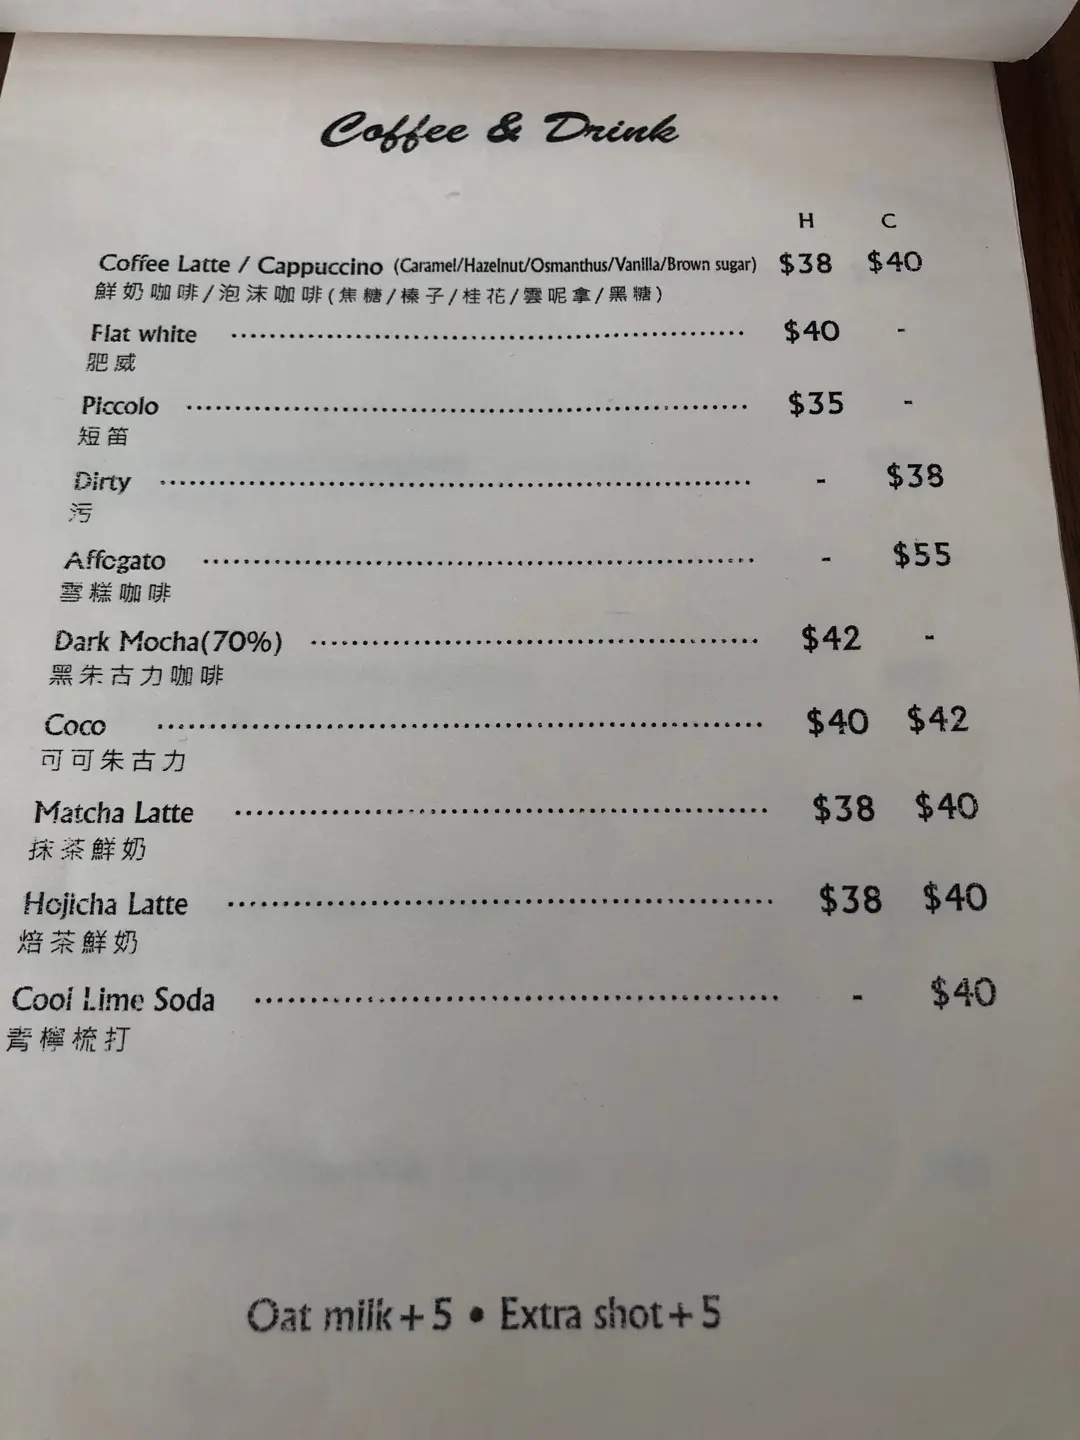 Coffee & Drink
H C
Coffee Latte / Cappuccino (Caramel/Hazelnut/Osmanthus/Vanilla/Brown sugar) $38 $40
鮮奶咖啡/泡沫咖啡(焦糖/榛子/桂花/雲呢拿/黑糖)
Flat white $40 -
肥威
Piccolo $35 -
短笛
Dirty - $38
污
Affogato - $55
雪糕咖啡
Dark Mocha(70%) $42 -
黑朱古力咖啡
Coco $40 $42
可可朱古力
Matcha Latte $38 $40
抹茶鮮奶
Hojicha Latte $38 $40
焙茶鮮奶
Cool Lime Soda - $40
青檸梳打
Oat milk+5 • Extra shot+5